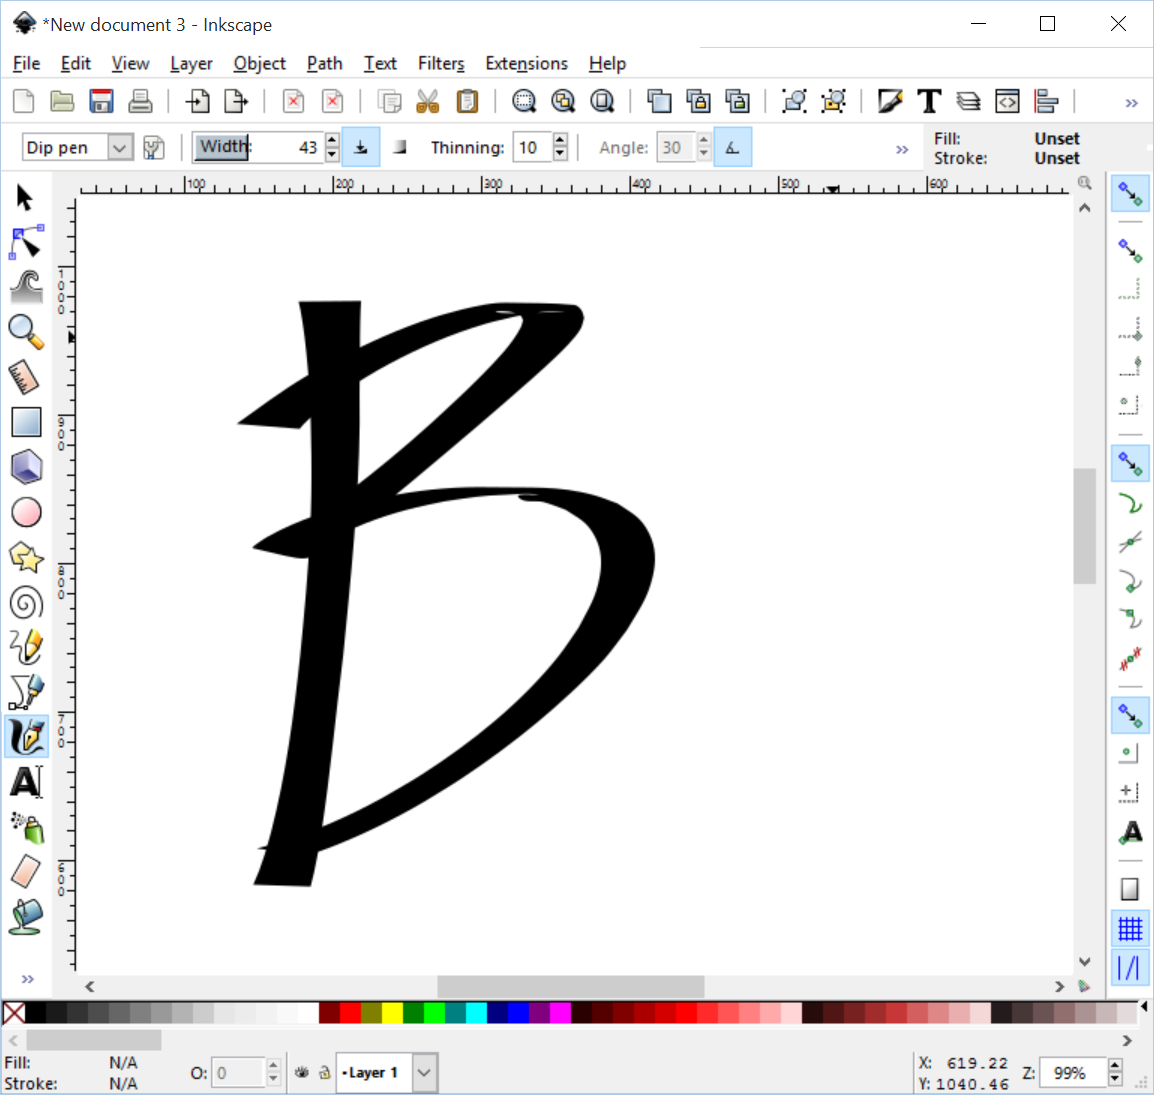 *New document 3 - Inkscape
File Edit View Layer Object Path Text Filters Extensions Help
Dip pen Width: 43 Thinning: 10 Angle: 30 Fill: Unset
Stroke: Unset
100 200 300 400 500 600
1000
900
800
700
600
B
Fill: N/A
Stroke: N/A
O: 0
Layer 1
X: 619.22
Y: 1040.46
Z: 99%